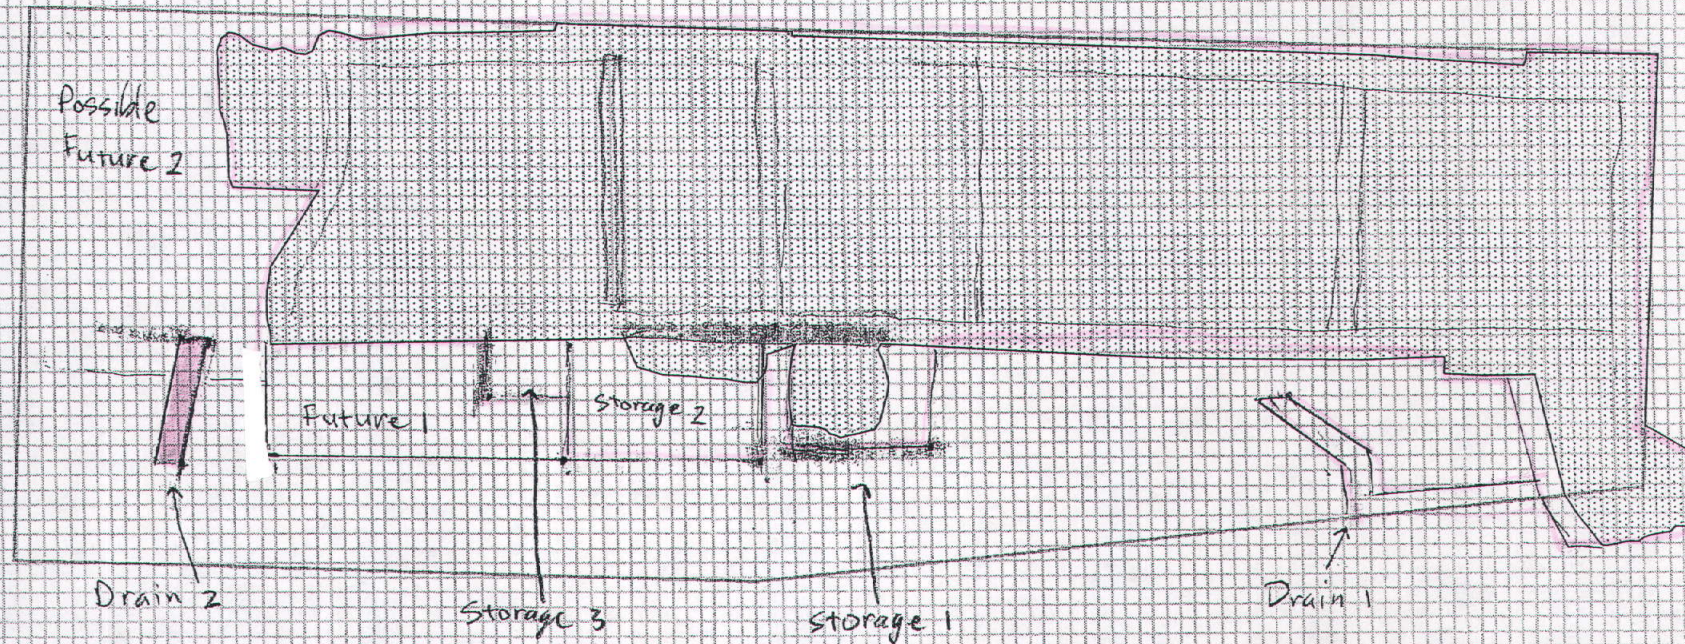 Possible
Future 2
Future 1
Storage 2
Drain 2
Storage 3
Storage 1
Drain 1